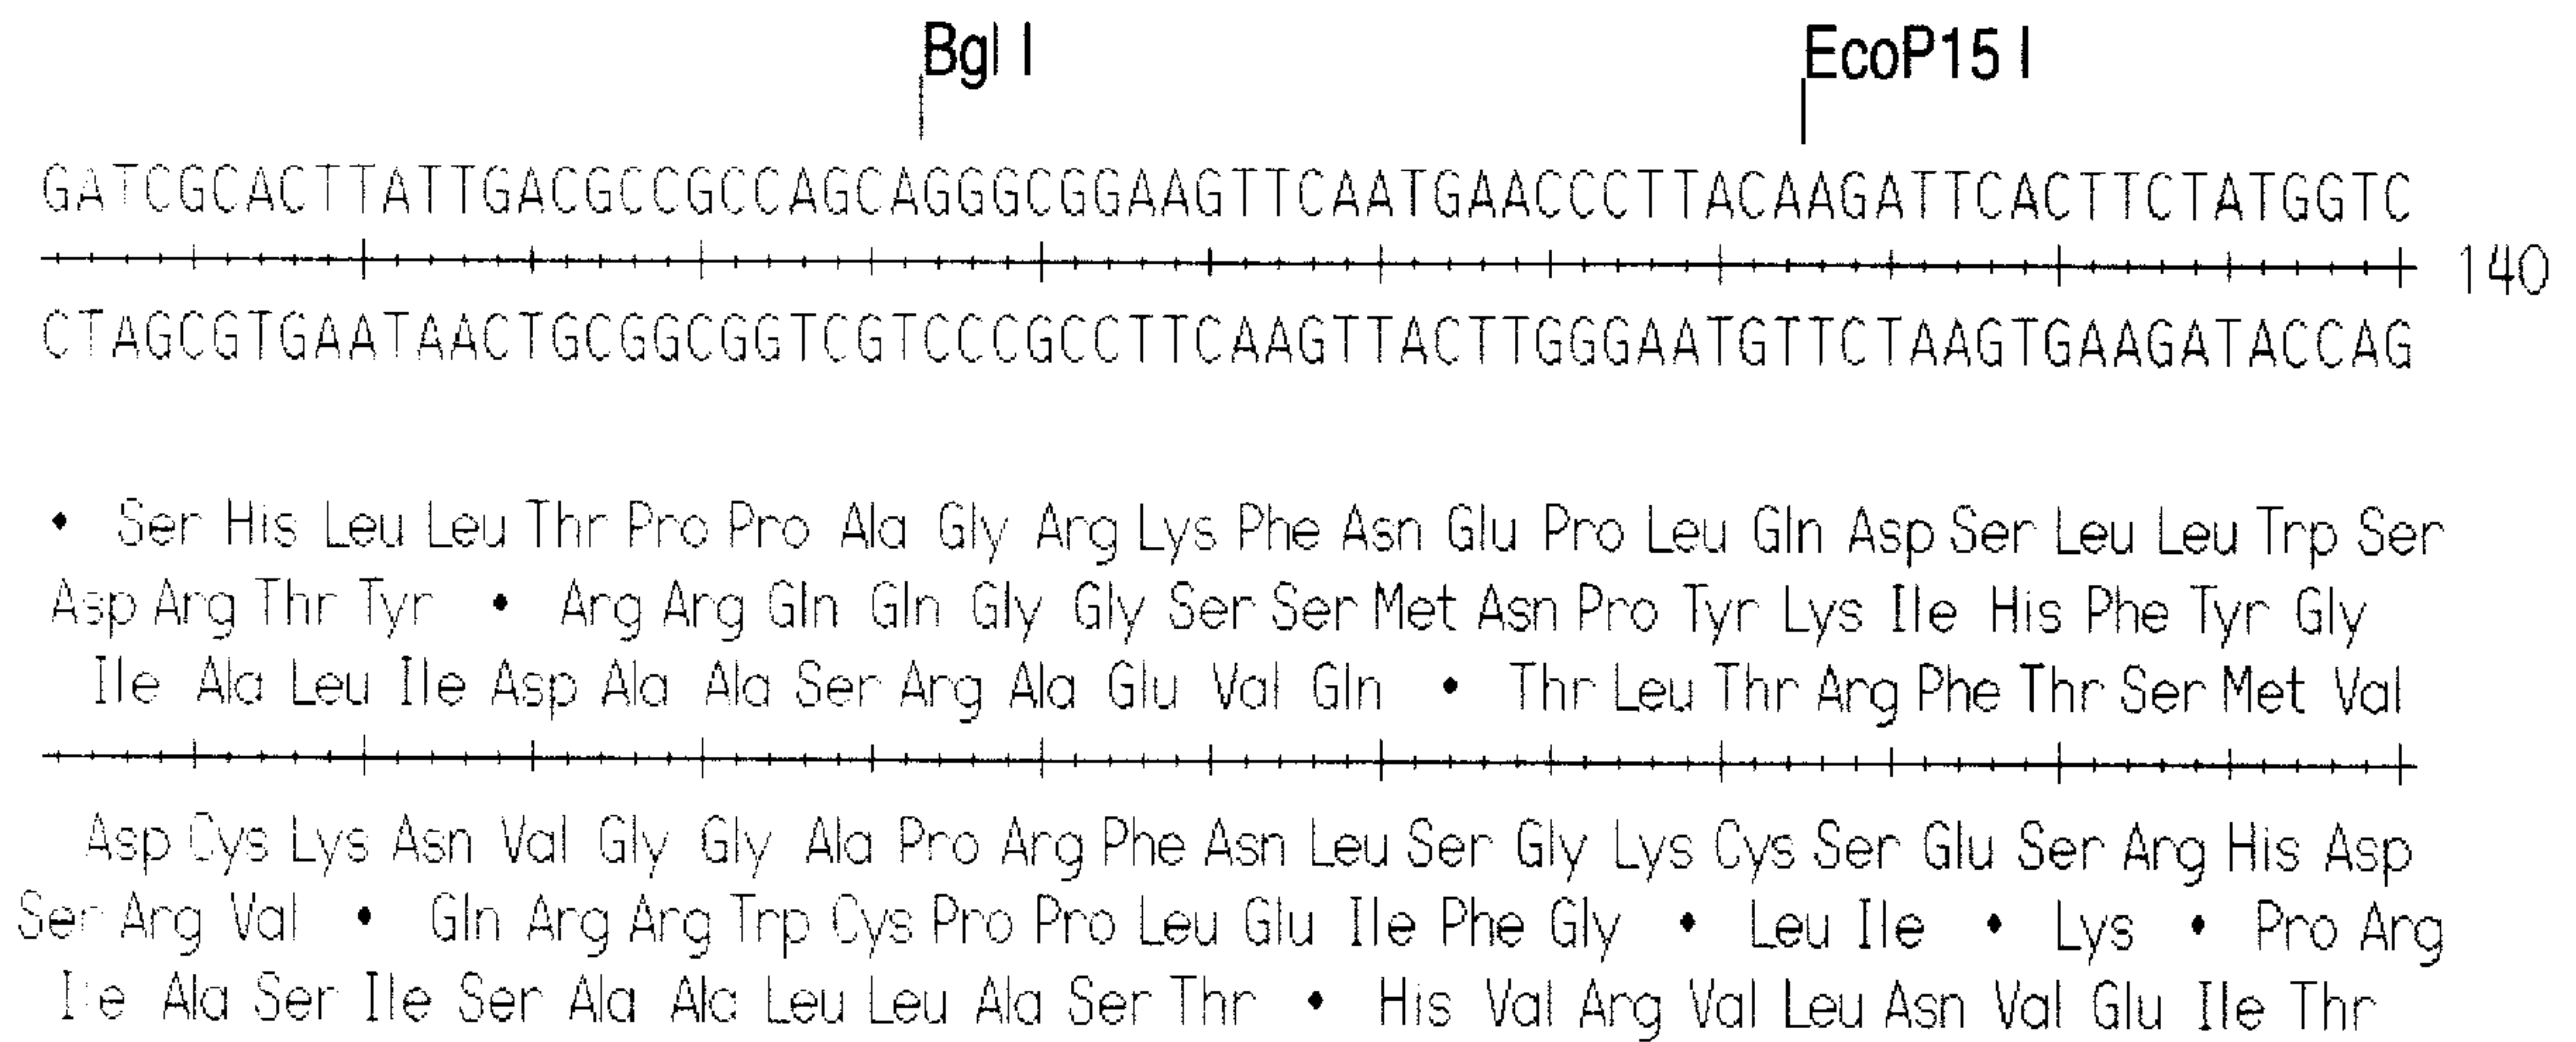 Bgl I EcoP15 I
GATCGCACTTATTGACGCCGCCAGCAGGGCGGAAGTTCAATGAACCCTTACAAGATTCACTTCTATGGTC
140
CTAGCGTGAATAACTGCGGCGGTCGTCCCGCCTTCAAGTTACTTGGGAATGTTCTAAGTGAAGATACCAG
• Ser His Leu Leu Thr Pro Pro Ala Gly Arg Lys Phe Asn Glu Pro Leu Gln Asp Ser Leu Leu Trp Ser
Asp Arg Thr Tyr • Arg Arg Gln Gln Gly Gly Ser Ser Met Asn Pro Tyr Lys Ile His Phe Tyr Gly
Ile Ala Leu Ile Asp Ala Ala Ser Arg Ala Glu Val Gln • Thr Leu Thr Arg Phe Thr Ser Met Val
Asp Cys Lys Asn Val Gly Gly Ala Pro Arg Phe Asn Leu Ser Gly Lys Cys Ser Glu Ser Arg His Asp
Ser Arg Val • Gln Arg Arg Trp Cys Pro Pro Leu Glu Ile Phe Gly • Leu Ile • Lys • Pro Arg
Ile Ala Ser Ile Ser Ala Ala Leu Leu Ala Ser Thr • His Val Arg Val Leu Asn Val Glu Ile Thr